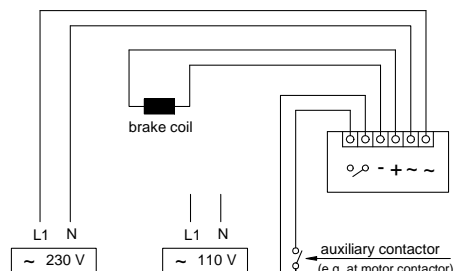 brake coil
- + ~ ~
L1 N
L1 N
~ 230 V
~ 110 V
auxiliary contactor
(e.g. at motor contactor)